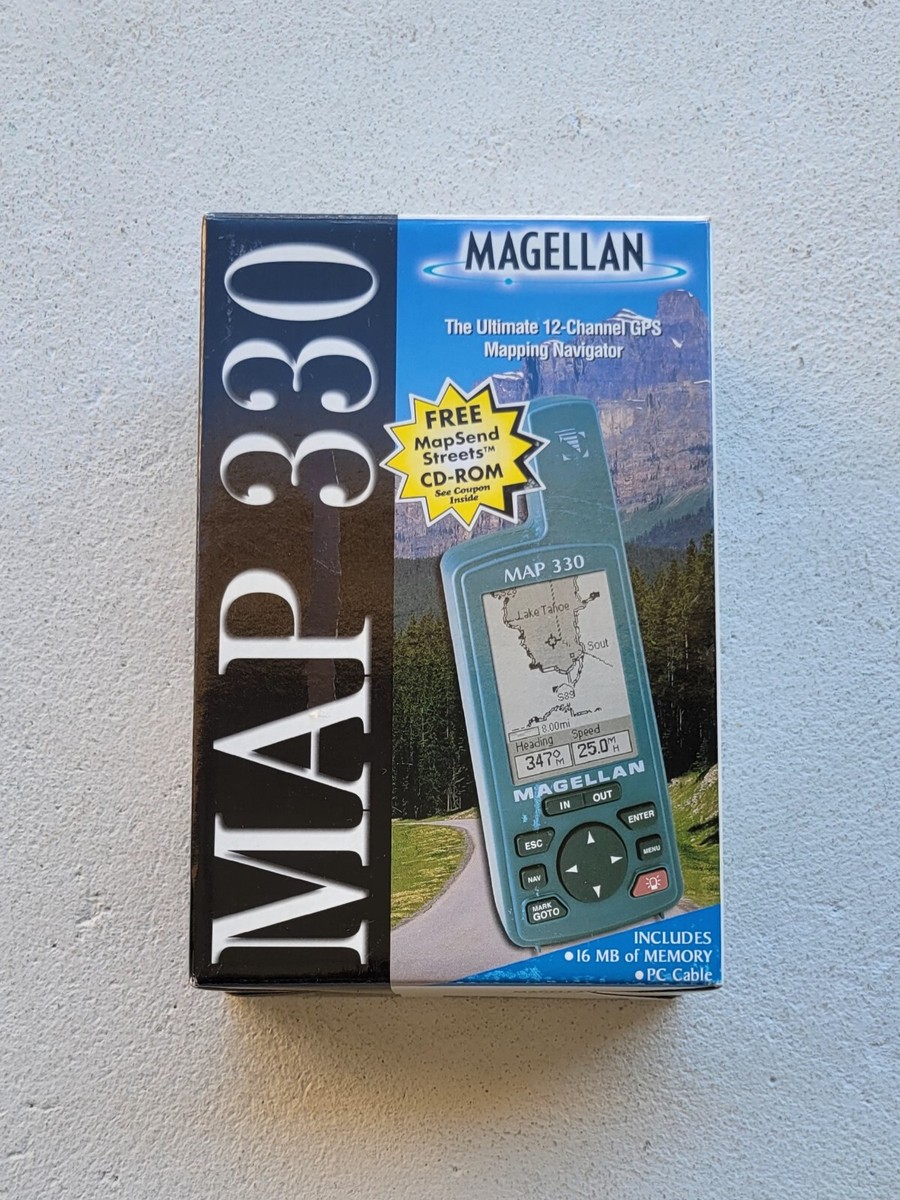 MAP 330
MAGELLAN
The Ultimate 12-Channel GPS
Mapping Navigator
FREE
MapSend
Streets™
CD-ROM
See Coupon
Inside
MAP 330
Lake Tahoe
Sout
S89
8.00mi
Heading Speed
347°M 25.0MH
MAGELLAN
IN OUT
ESC ENTER
NAV MENU
MARK
GOTO
INCLUDES
•16 MB of MEMORY
•PC Cable